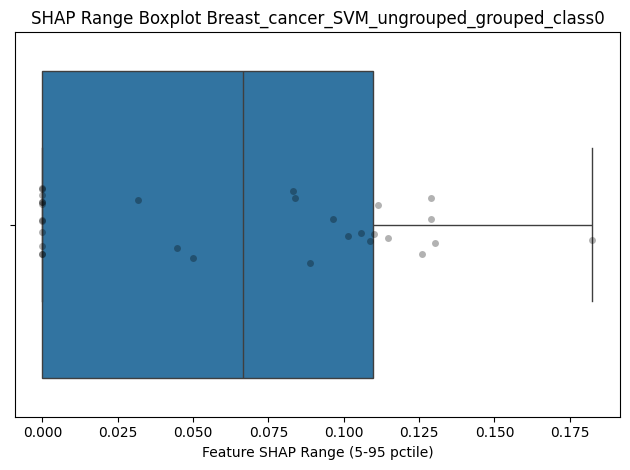 SHAP Range Boxplot Breast_cancer_SVM_ungrouped_grouped_class0
0.000 0.025 0.050 0.075 0.100 0.125 0.150 0.175
Feature SHAP Range (5-95 pctile)